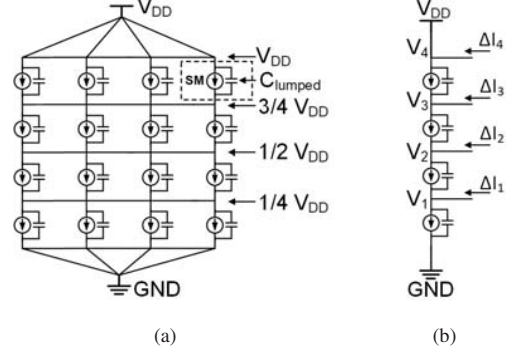 V_DD
V_DD
SM
C_lumped
3/4 V_DD
1/2 V_DD
1/4 V_DD
GND
(a)
V_DD
V_4
ΔI_4
V_3
ΔI_3
V_2
ΔI_2
V_1
ΔI_1
GND
(b)